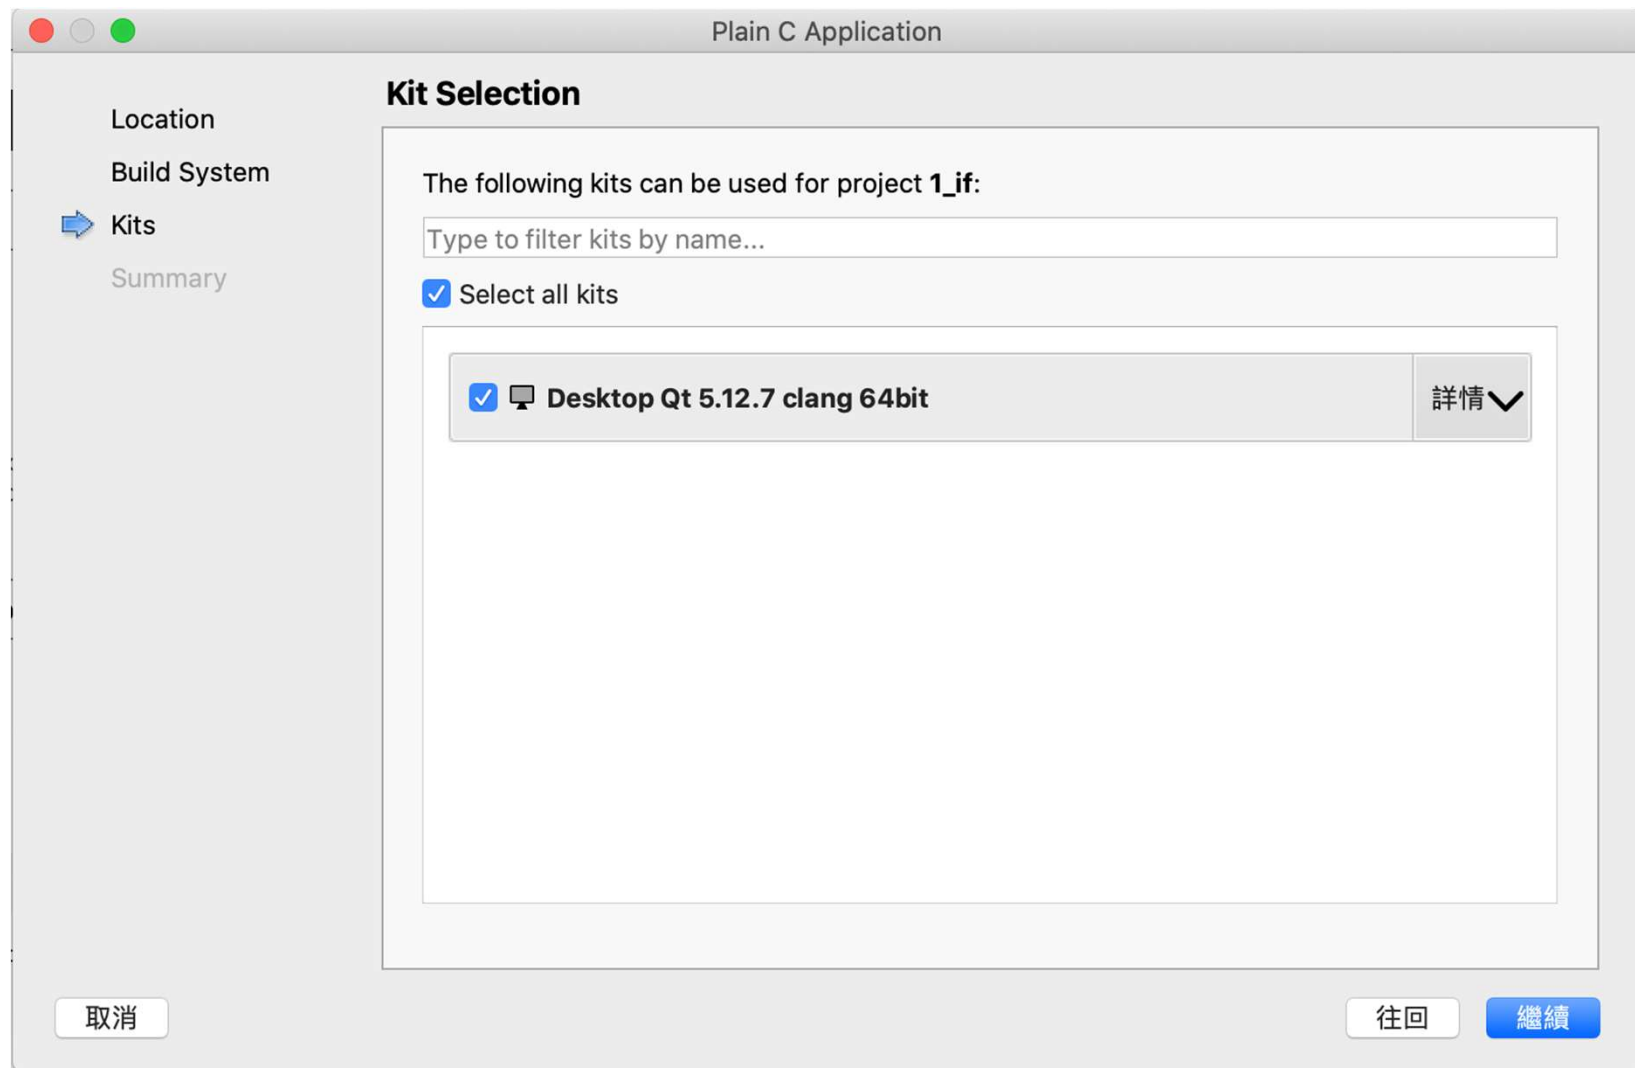 Plain C Application
Location
Build System
Kits
Summary
Kit Selection
The following kits can be used for project 1_if:
Type to filter kits by name...
Select all kits
Desktop Qt 5.12.7 clang 64bit
詳情
取消
往回
繼續